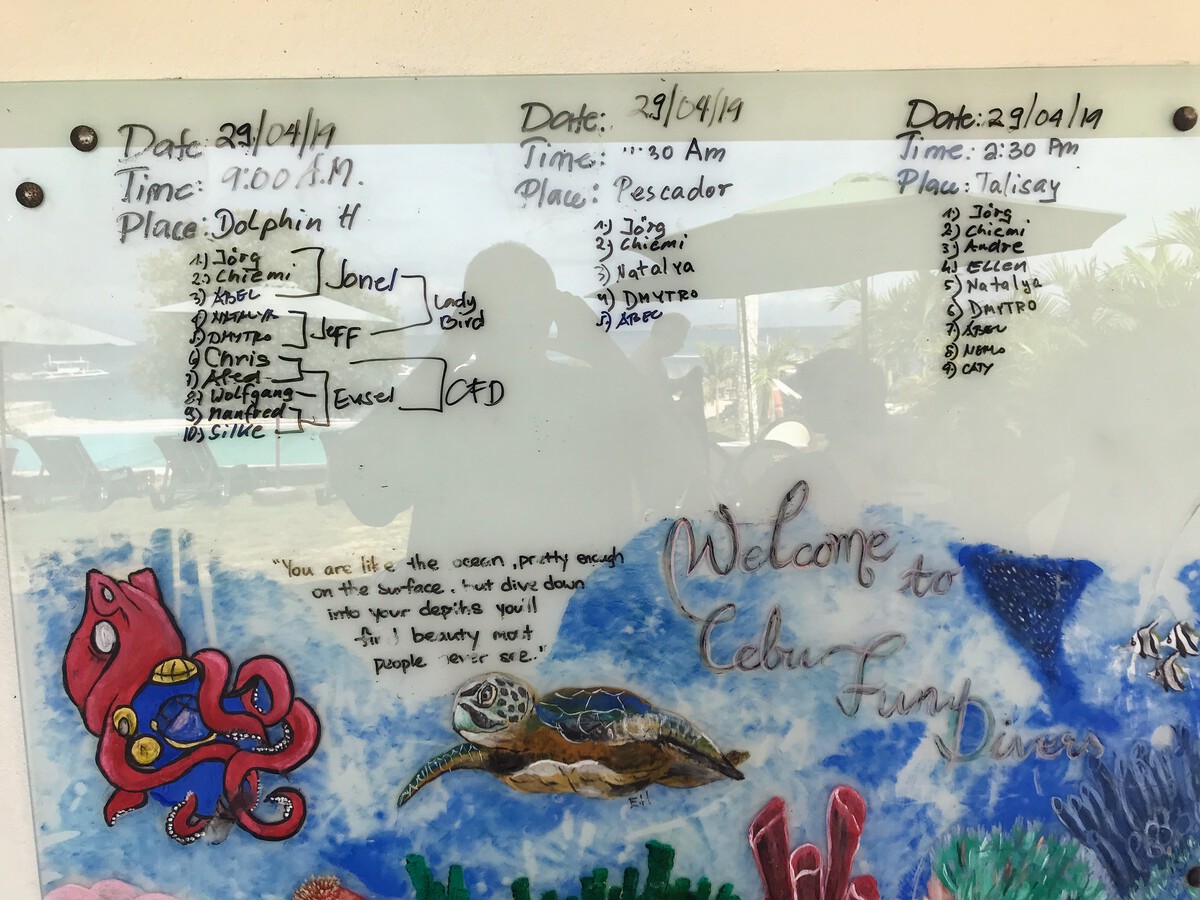 Date: 29/04/19
Time: 9:00 A.M.
Place: Dolphin H
1) Jörg
2) Chiemi
3) ABEL
4) NATALYA
5) DMYTRO
6) Chris
7)
8) Wolfgang
9) Manfred
10) Silke
Jonel
Jeff
Lady
Bird
Eusel
CFD
Date: 29/04/19
Time: 30 Am
Place: Pescador
1) Jörg
2) Chiemi
3) Natalya
4) DMYTRO
5) ABEL
Date: 29/04/19
Time: 2:30 Pm
Place: Talisay
1) Jörg
2) Chiemi
3) Andre
4) ELLEN
5) Natalya
6) DMYTRO
7) ABEL
8) NEMO
9) CATY
"You are like the ocean, pretty enough
on the surface, but dive down
into your depths you'll
find beauty most
people never see."
Welcome
to
Cebu
Funy
Divers
EH